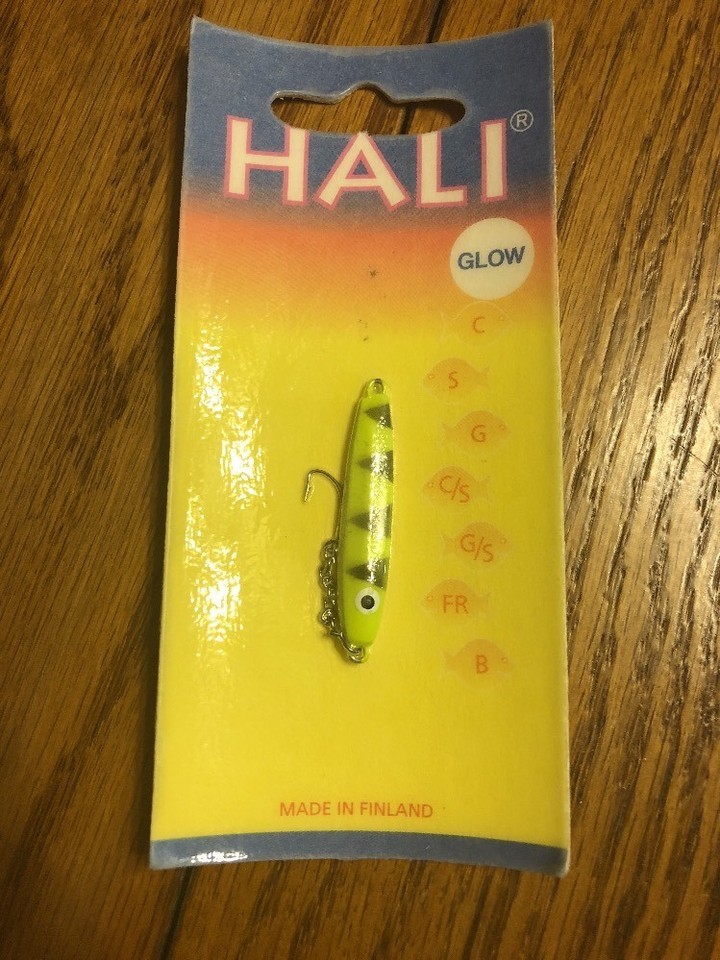 HALI®
GLOW
C
S
G
C/S
G/S
FR
B
MADE IN FINLAND